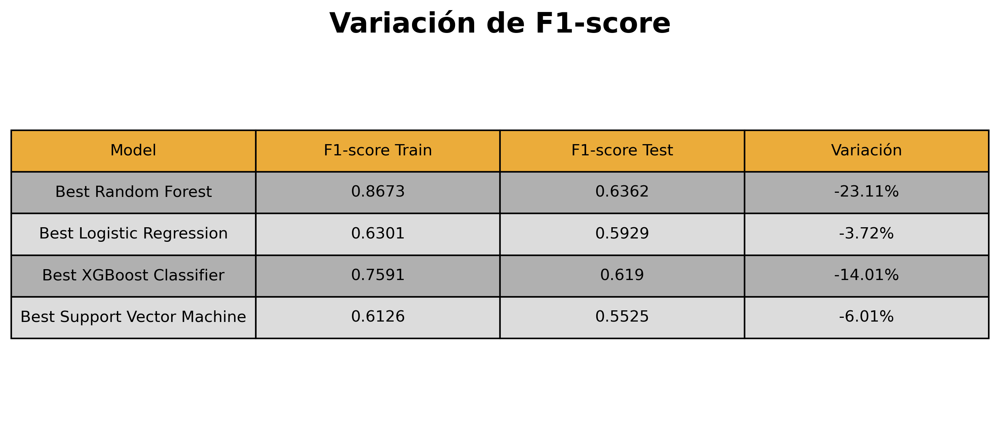 Variación de F1-score
Model F1-score Train F1-score Test Variación
Best Random Forest 0.8673 0.6362 -23.11%
Best Logistic Regression 0.6301 0.5929 -3.72%
Best XGBoost Classifier 0.7591 0.619 -14.01%
Best Support Vector Machine 0.6126 0.5525 -6.01%